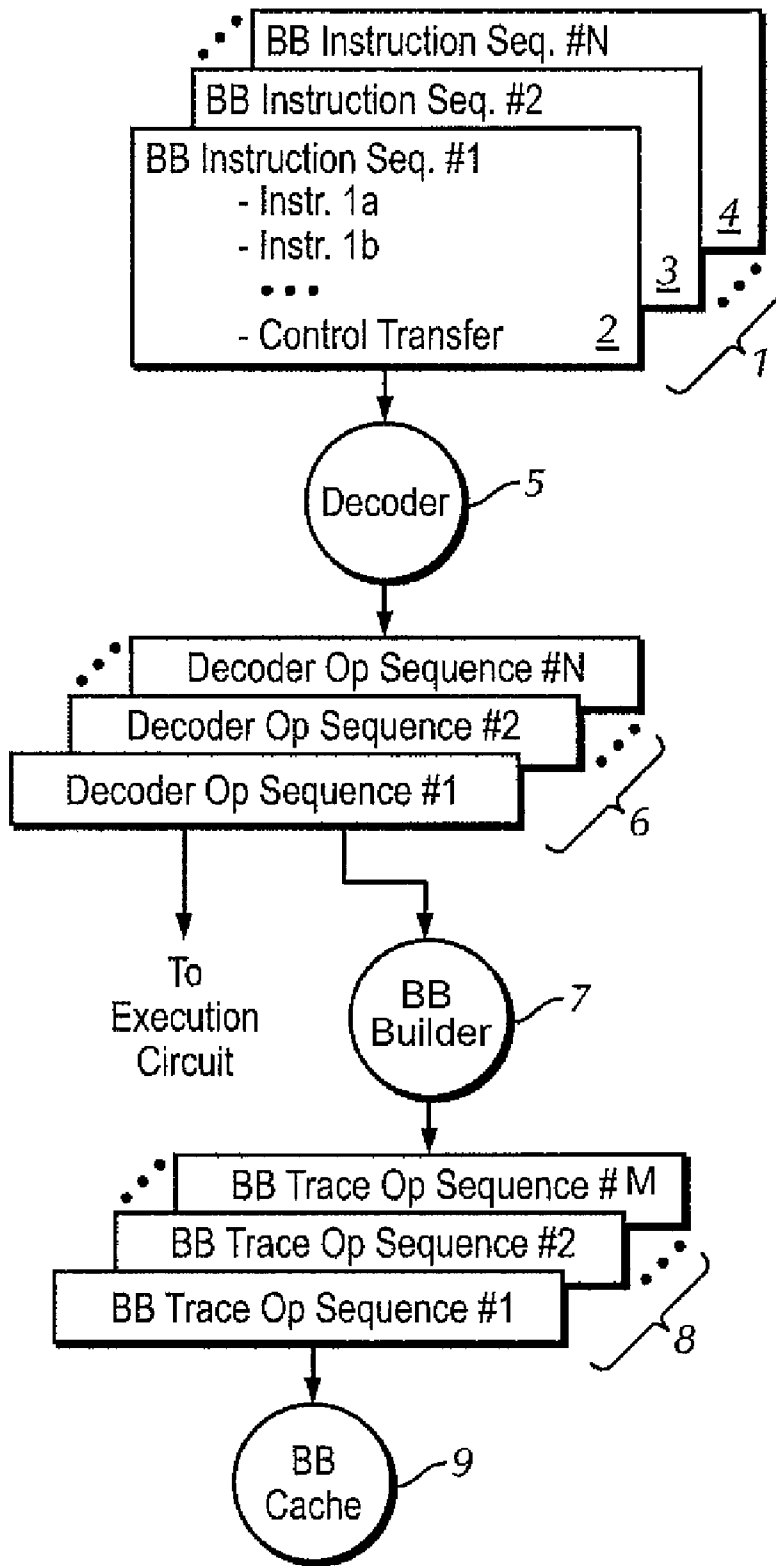 BB Instruction Seq. #N
BB Instruction Seq. #2
BB Instruction Seq. #1
- Instr. 1a
- Instr. 1b
• • •
- Control Transfer
2
3
4
1
Decoder
5
Decoder Op Sequence #N
Decoder Op Sequence #2
Decoder Op Sequence #1
6
To
Execution
Circuit
BB
Builder
7
BB Trace Op Sequence # M
BB Trace Op Sequence #2
BB Trace Op Sequence #1
8
BB
Cache
9